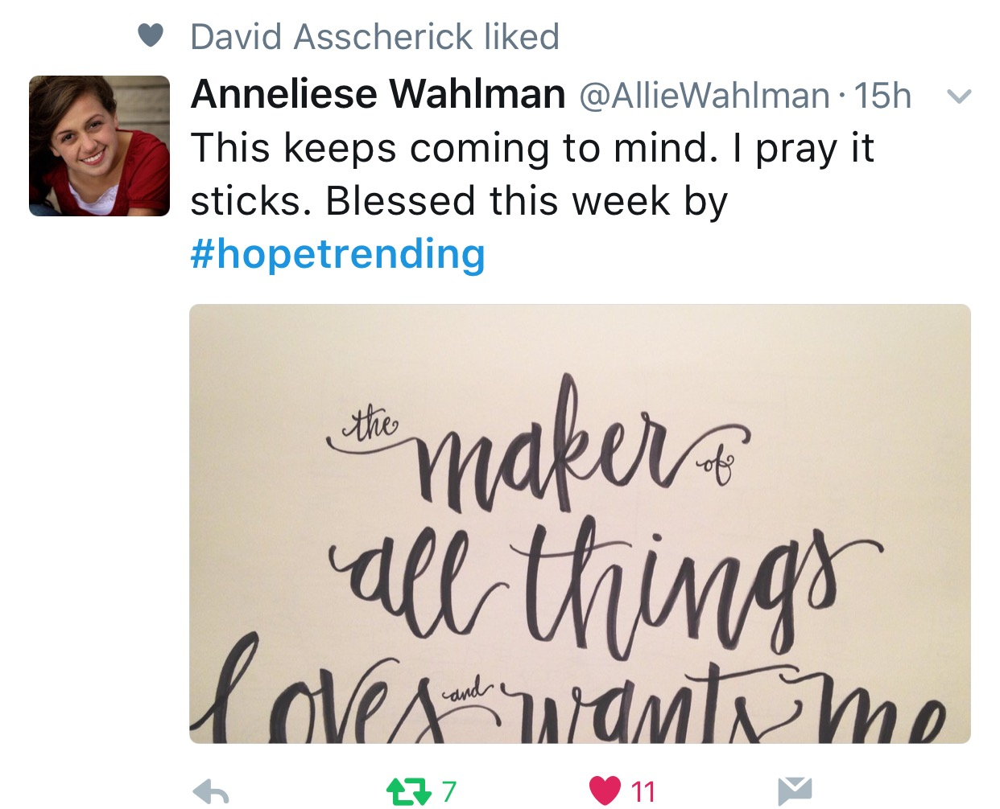 David Asscherick liked
Anneliese Wahlman @AllieWahlman · 15h
This keeps coming to mind. I pray it
sticks. Blessed this week by
#hopetrending
the maker of
all things
loves and wants me
7 11